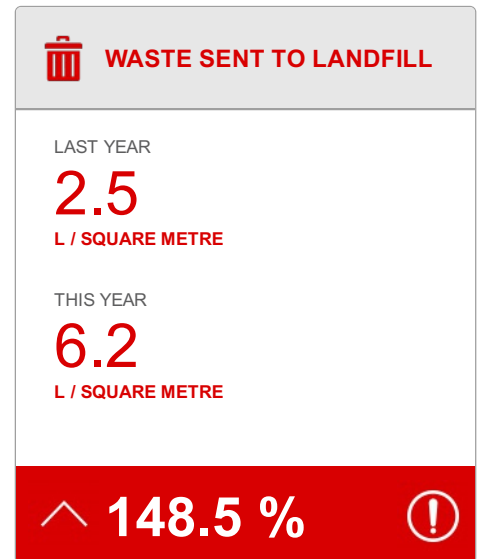 WASTE SENT TO LANDFILL
LAST YEAR
2.5
L / SQUARE METRE
THIS YEAR
6.2
L / SQUARE METRE
148.5 %